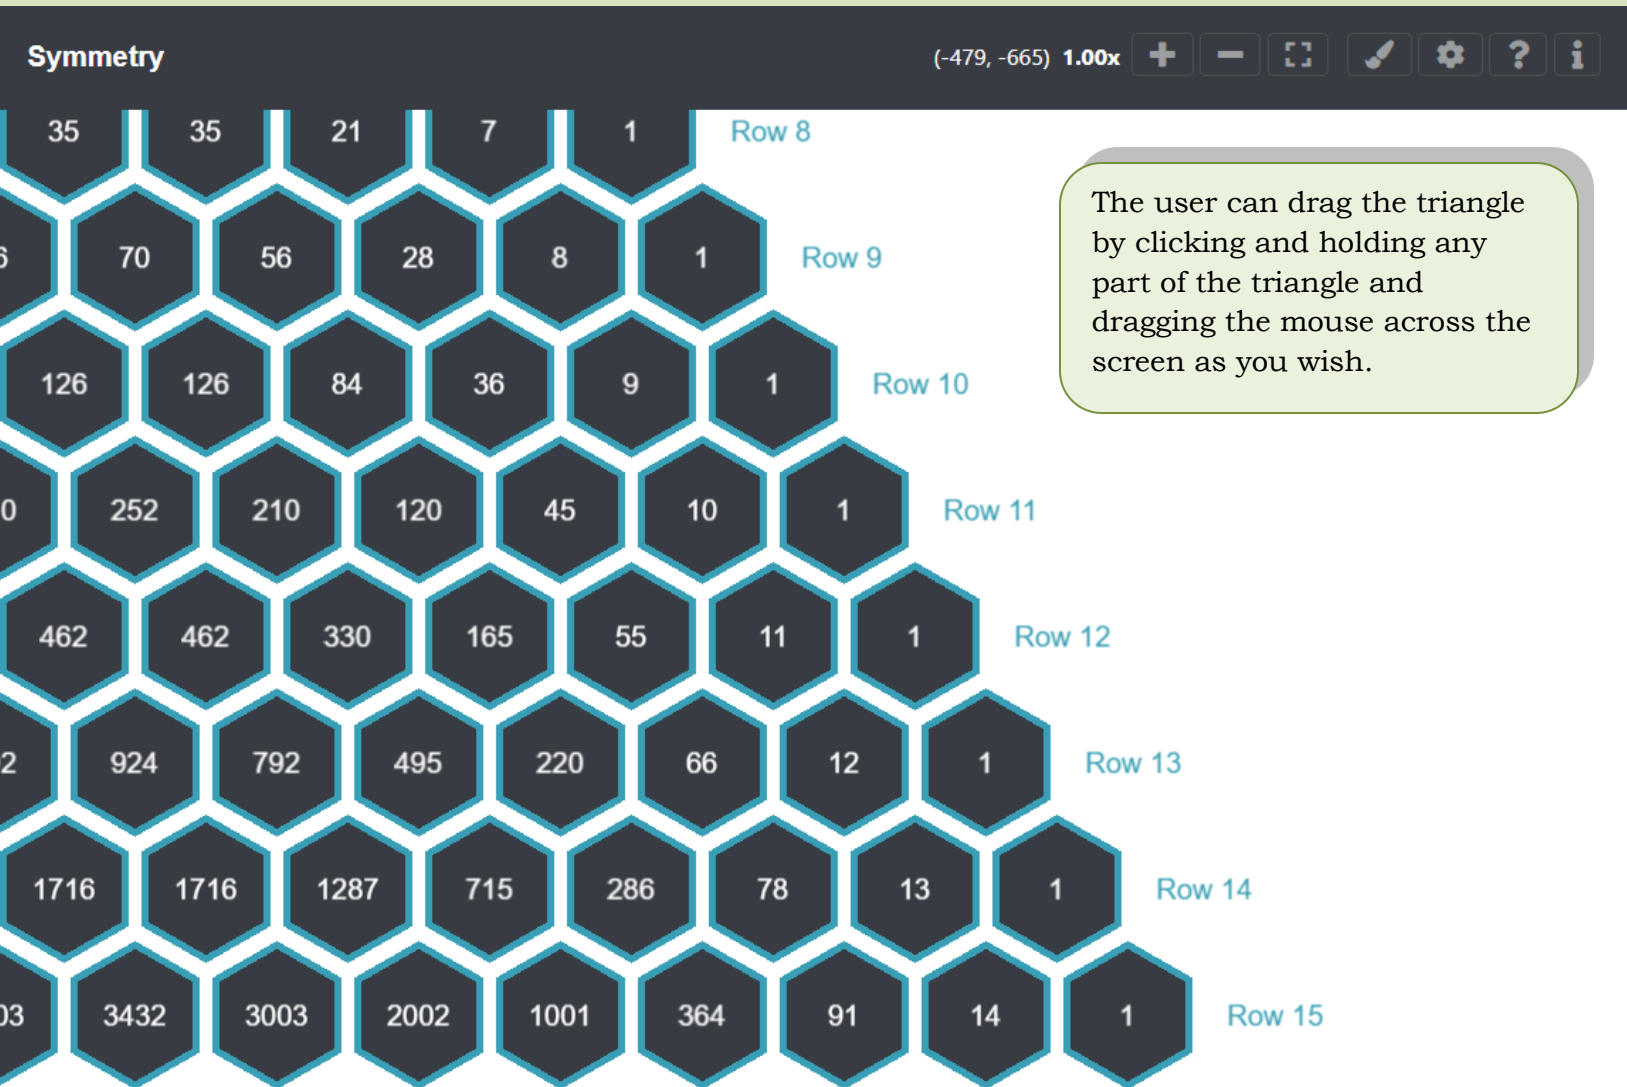 Symmetry (-479, -665) 1.00x
35 35 21 7 1 Row 8
6 70 56 28 8 1 Row 9
126 126 84 36 9 1 Row 10
0 252 210 120 45 10 1 Row 11
462 462 330 165 55 11 1 Row 12
2 924 792 495 220 66 12 1 Row 13
1716 1716 1287 715 286 78 13 1 Row 14
03 3432 3003 2002 1001 364 91 14 1 Row 15
The user can drag the triangle
by clicking and holding any
part of the triangle and
dragging the mouse across the
screen as you wish.